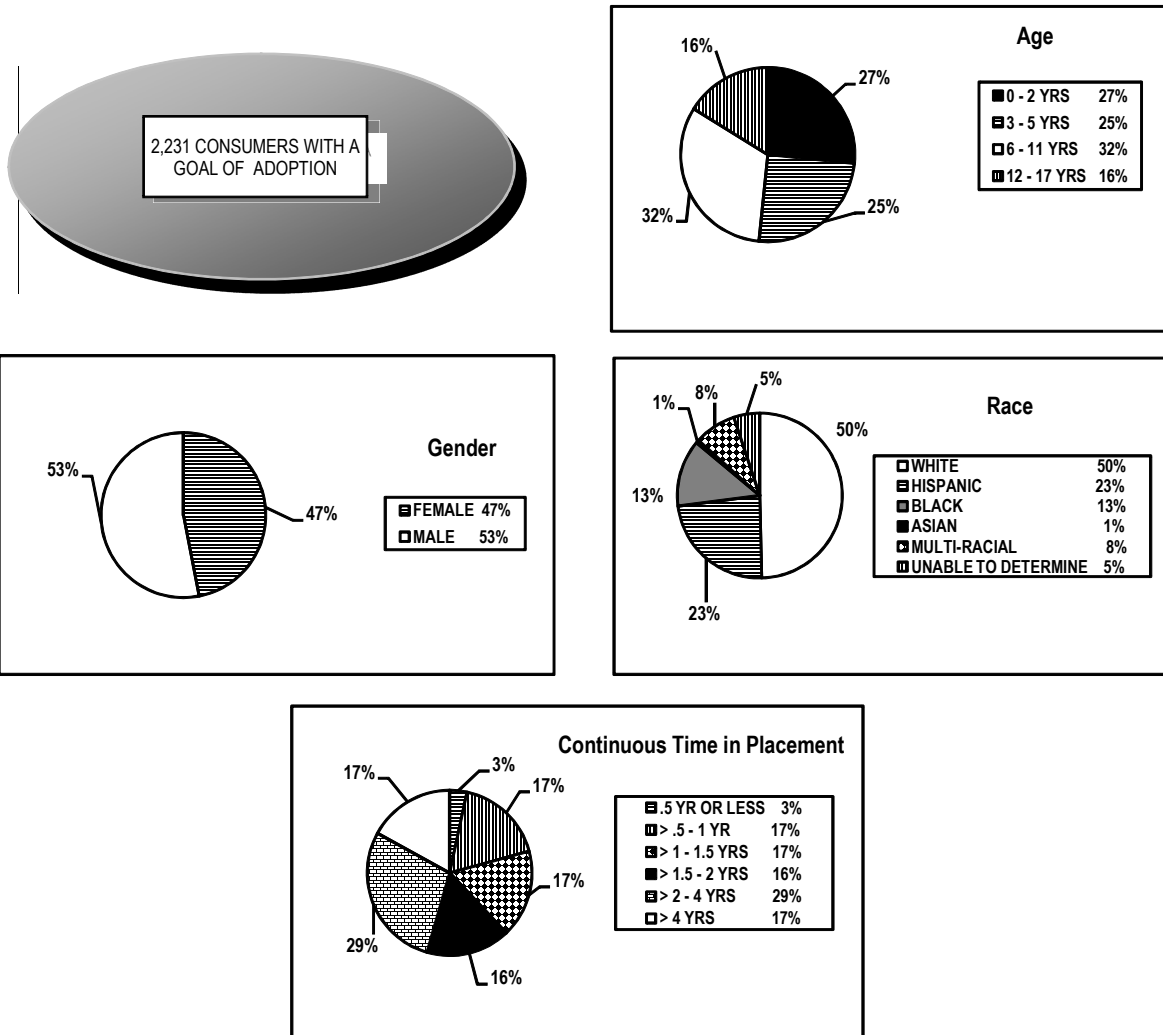 2,231 CONSUMERS WITH A
GOAL OF ADOPTION
Age
16%
27%
32%
25%
0 - 2 YRS 27%
3 - 5 YRS 25%
6 - 11 YRS 32%
12 - 17 YRS 16%
Gender
53%
47%
FEMALE 47%
MALE 53%
Race
1%
8%
5%
50%
13%
23%
WHITE 50%
HISPANIC 23%
BLACK 13%
ASIAN 1%
MULTI-RACIAL 8%
UNABLE TO DETERMINE 5%
Continuous Time in Placement
17%
3%
17%
17%
29%
16%
.5 YR OR LESS 3%
> .5 - 1 YR 17%
> 1 - 1.5 YRS 17%
> 1.5 - 2 YRS 16%
> 2 - 4 YRS 29%
> 4 YRS 17%